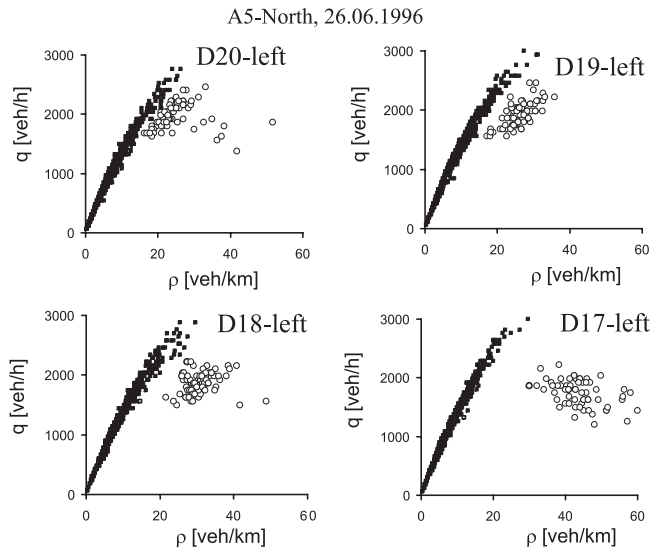 A5-North, 26.06.1996
D20-left
q [veh/h]
3000
2000
1000
0
0 20 40 60
ρ [veh/km]
D19-left
q [veh/h]
3000
2000
1000
0
0 20 40 60
ρ [veh/km]
D18-left
q [veh/h]
3000
2000
1000
0
0 20 40 60
ρ [veh/km]
D17-left
q [veh/h]
3000
2000
1000
0
0 20 40 60
ρ [veh/km]